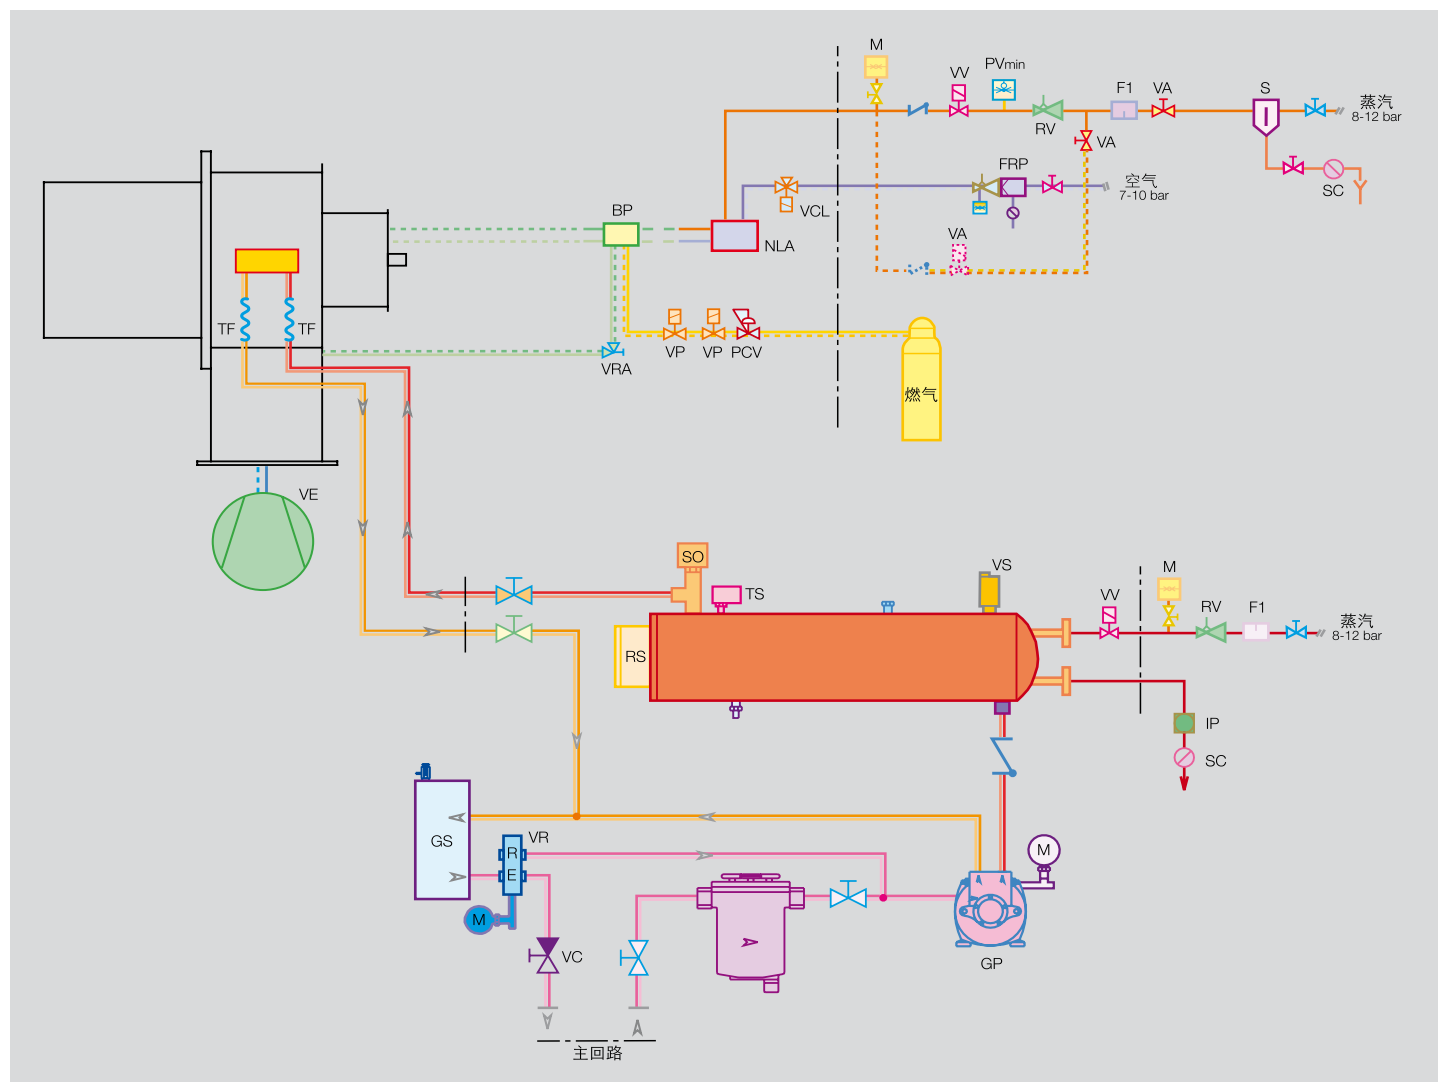 M
VV
PVmin
RV
F1
VA
S
蒸汽
8-12 bar
VA
SC
FRP
空气
7-10 bar
VCL
BP
NLA
VA
TF
TF
VP
VP
PCV
VRA
燃气
VE
SO
TS
VS
RS
VV
M
RV
F1
蒸汽
8-12 bar
IP
SC
GS
VR
R
E
M
M
VC
GP
主回路